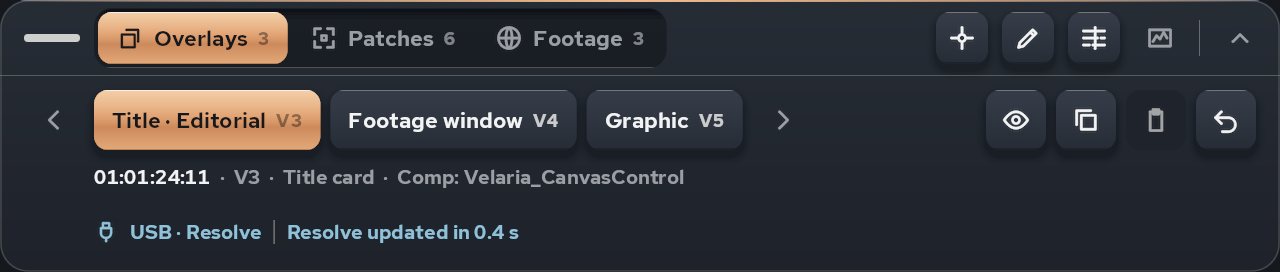 Overlays 3 Patches 6 Footage 3
Title · Editorial V3 Footage window V4 Graphic V5
01:01:24:11 · V3 · Title card · Comp: Velaria_CanvasControl
USB · Resolve | Resolve updated in 0.4 s